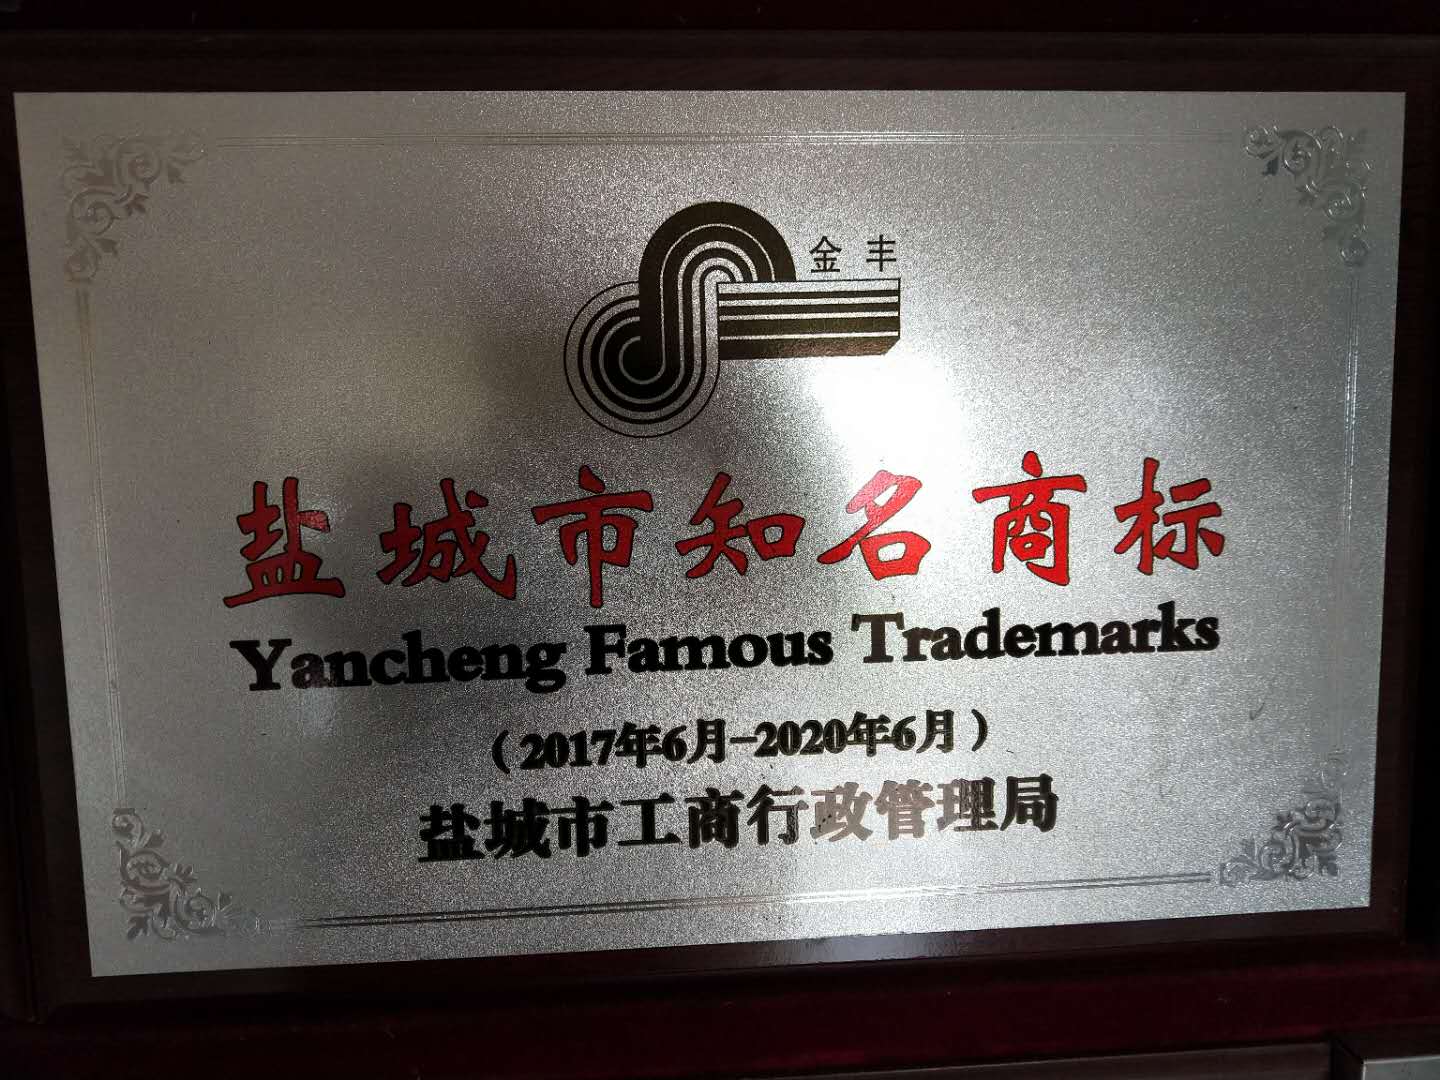 金丰
盐城市知名商标
Yancheng Famous Trademarks
（2017年6月-2020年6月）
盐城市工商行政管理局